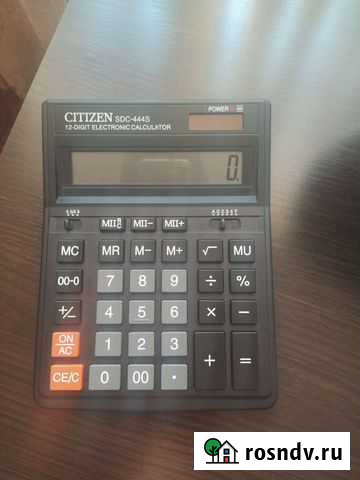 CITIZEN SDC-444S
POWER
12-DIGIT ELECTRONIC CALCULATOR
0.
MII MII− MII+
MC MR M− M+ √ MU
00→0 7 8 9 ÷ %
+/− 4 5 6 × −
ON/AC 1 2 3 + =
CE/C 0 00 ·
rosndv.ru